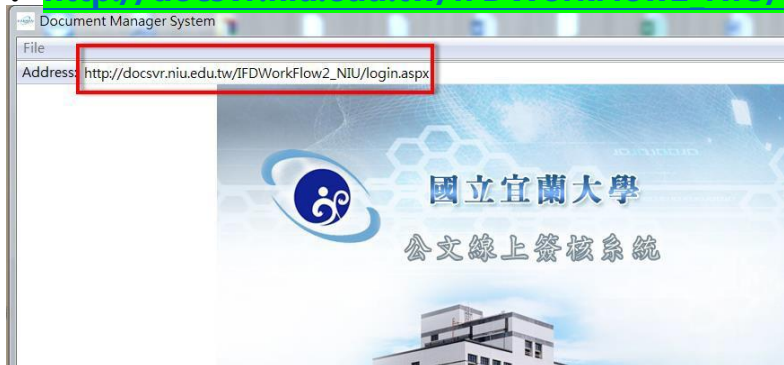 Document Manager System
File
Address: http://docsvr.niu.edu.tw/IFDWorkFlow2_NIU/login.aspx
國立宜蘭大學
公文線上簽核系統